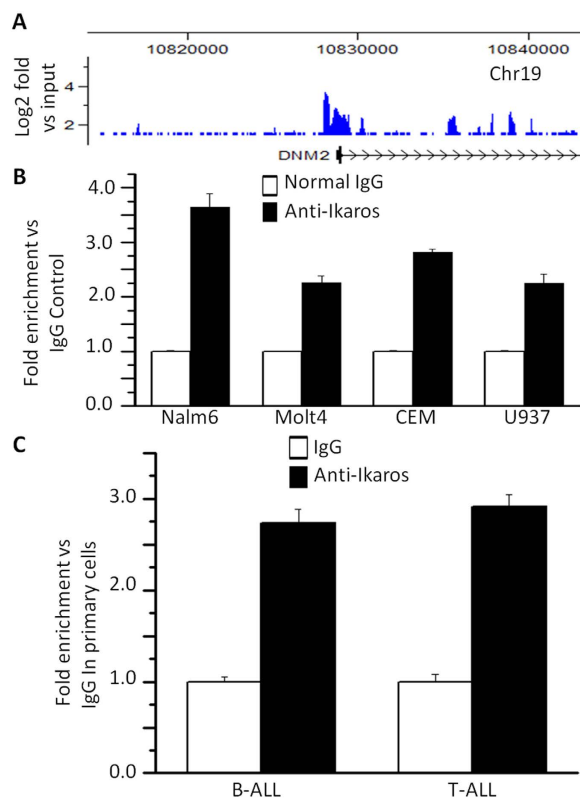 A
10820000 10830000 10840000
Chr19
Log2 fold
vs input
4
2
DNM2
B
Normal IgG
Anti-Ikaros
Fold enrichment vs
IgG Control
4.0
3.0
2.0
1.0
0.0
Nalm6 Molt4 CEM U937
C
IgG
Anti-Ikaros
Fold enrichment vs
IgG In primary cells
3.0
2.0
1.0
0.0
B-ALL T-ALL